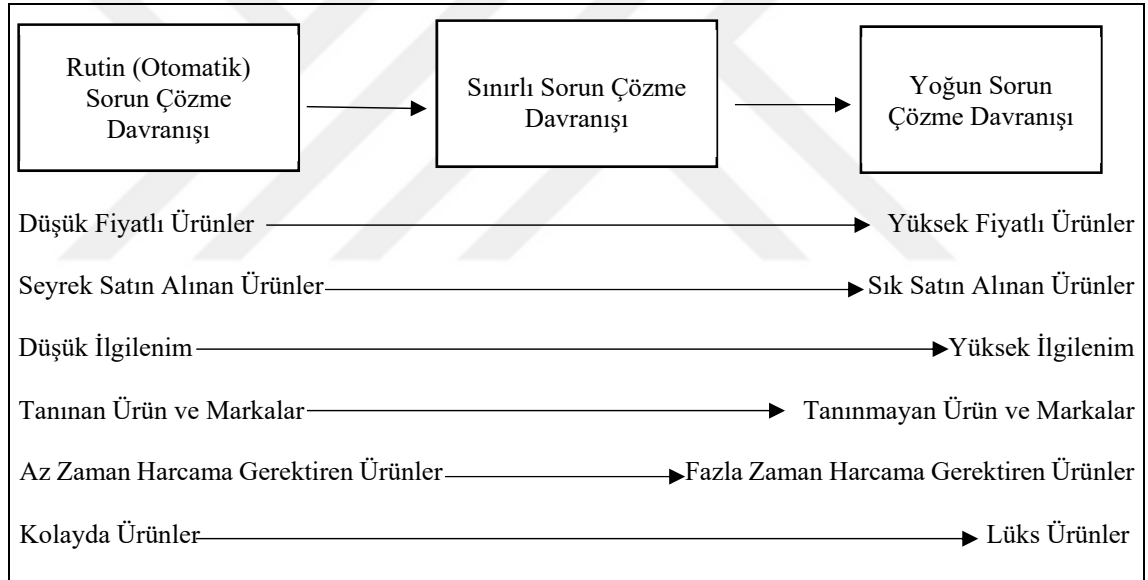 Rutin (Otomatik)
Sorun Çözme
Davranışı
Sınırlı Sorun Çözme
Davranışı
Yoğun Sorun
Çözme Davranışı
Düşük Fiyatlı Ürünler Yüksek Fiyatlı Ürünler
Seyrek Satın Alınan Ürünler Sık Satın Alınan Ürünler
Düşük İlgilenim Yüksek İlgilenim
Tanınan Ürün ve Markalar Tanınmayan Ürün ve Markalar
Az Zaman Harcama Gerektiren Ürünler Fazla Zaman Harcama Gerektiren Ürünler
Kolayda Ürünler Lüks Ürünler